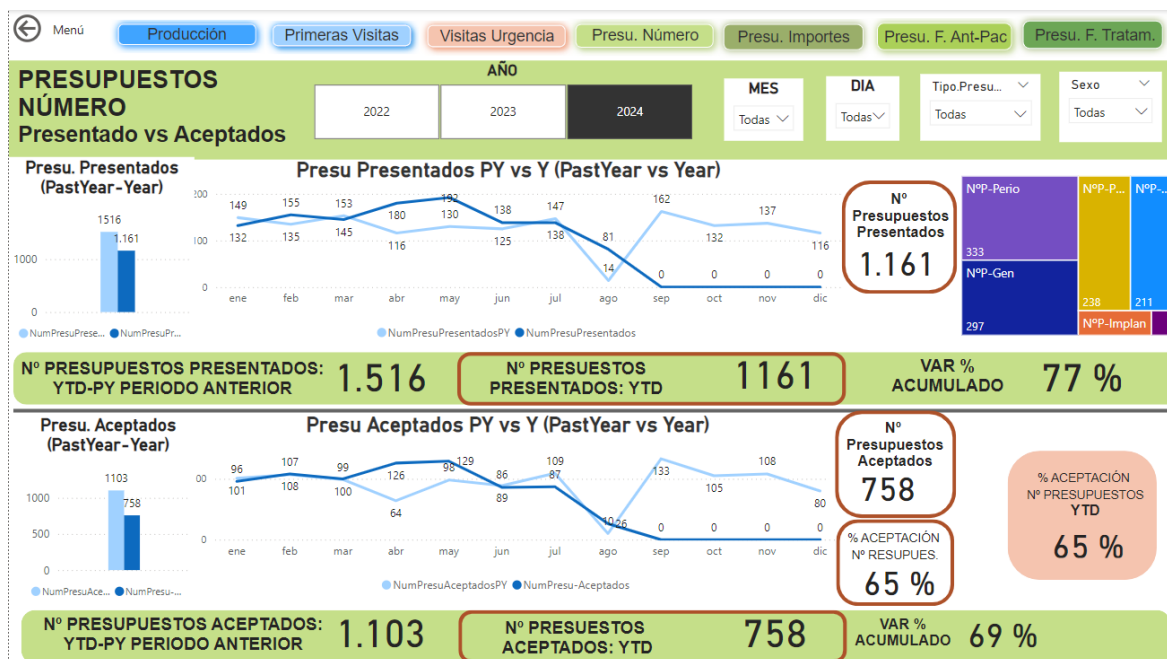 Menú
Producción
Primeras Visitas
Visitas Urgencia
Presu. Número
Presu. Importes
Presu. F. Ant-Pac
Presu. F. Tratam.
PRESUPUESTOS
NÚMERO
Presentado vs Aceptados
AÑO
2022
2023
2024
MES
Todas
DIA
Todas
Tipo.Presu...
Todas
Sexo
Todas
Presu. Presentados
(PastYear-Year)
1516
1.161
1000
0
NumPresuPrese...
NumPresuPr...
Presu Presentados PY vs Y (PastYear vs Year)
200
100
0
149
155
153
180
192
138
147
81
162
132
137
116
132
135
145
116
130
125
138
14
0
0
0
0
ene
feb
mar
abr
may
jun
jul
ago
sep
oct
nov
dic
NumPresuPresentadosPY
NumPresuPresentados
Nº
Presupuestos
Presentados
1.161
NºP-Perio
333
NºP-Gen
297
NºP-P...
238
NºP-...
211
NºP-Implan
Nº PRESUPUESTOS PRESENTADOS:
YTD-PY PERIODO ANTERIOR
1.516
Nº PRESUESTOS
PRESENTADOS: YTD
1161
VAR %
ACUMULADO
77 %
Presu. Aceptados
(PastYear-Year)
1103
758
1000
500
0
NumPresuAce...
NumPresu-...
Presu Aceptados PY vs Y (PastYear vs Year)
00
0
96
107
99
126
98
129
86
109
87
10
26
133
105
108
80
101
108
100
64
89
0
0
0
0
ene
feb
mar
abr
may
jun
jul
ago
sep
oct
nov
dic
NumPresuAceptadosPY
NumPresu-Aceptados
Nº
Presupuestos
Aceptados
758
% ACEPTACIÓN
Nº RESUPUES.
65 %
% ACEPTACIÓN
Nº PRESUPUESTOS
YTD
65 %
Nº PRESUPUESTOS ACEPTADOS:
YTD-PY PERIODO ANTERIOR
1.103
Nº PRESUESTOS
ACEPTADOS: YTD
758
VAR %
ACUMULADO
69 %